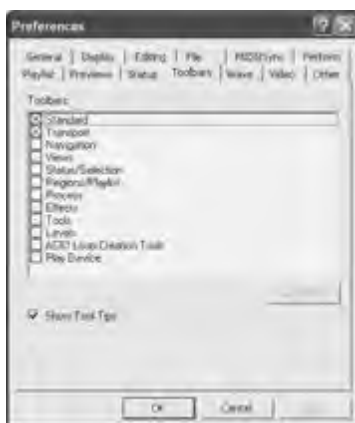 Preferences
General Display Editing File MIDI/Sync Perform
Playlist Previews Status Toolbars Wave Video Other
Toolbars:
Standard
Transport
Navigation
Views
Status/Selection
Regions/Playlist
Process
Effects
Tools
Levels
ACID Loop Creation Tools
Play Device
Show Tool Tips
OK Cancel